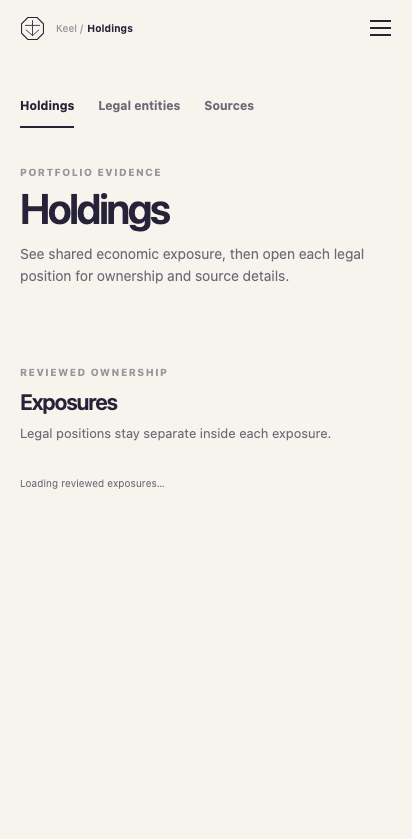 Keel / Holdings
Holdings Legal entities Sources
PORTFOLIO EVIDENCE
Holdings
See shared economic exposure, then open each legal
position for ownership and source details.
REVIEWED OWNERSHIP
Exposures
Legal positions stay separate inside each exposure.
Loading reviewed exposures...